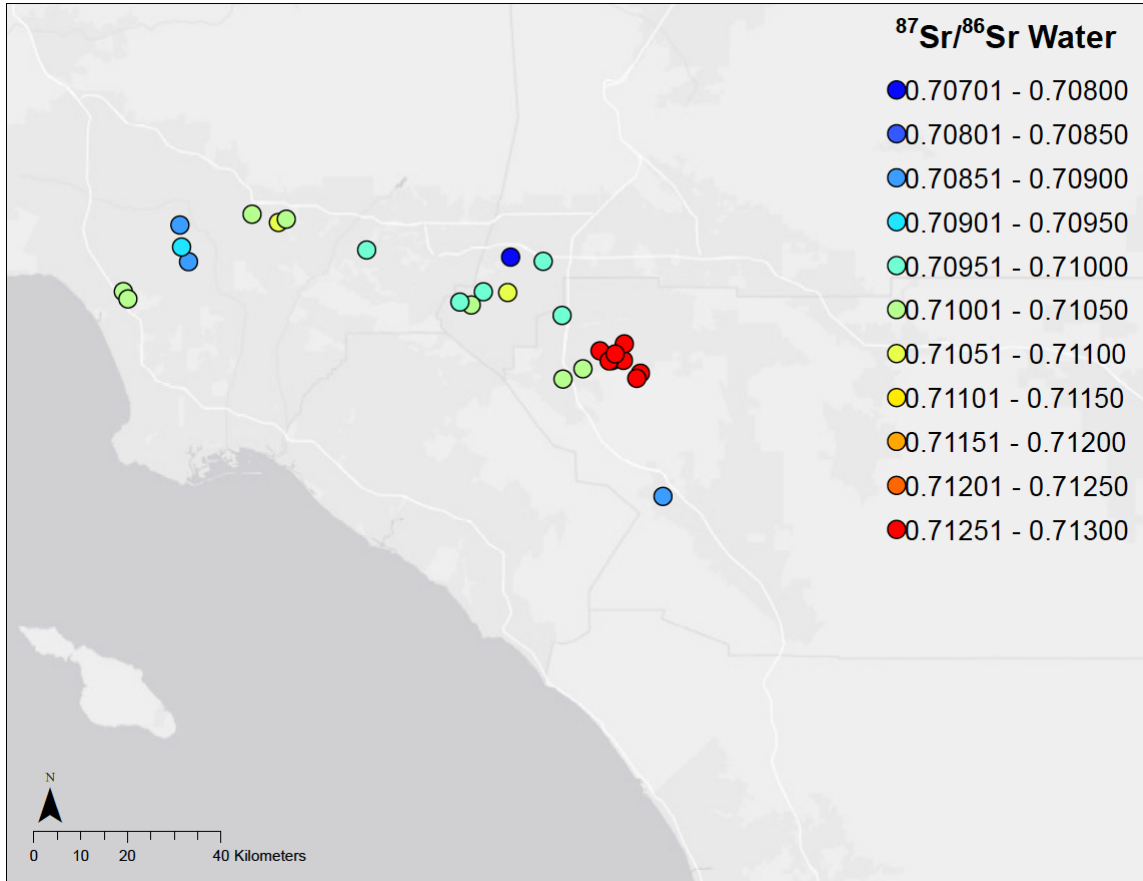 ⁸⁷Sr/⁸⁶Sr Water
0.70701 - 0.70800
0.70801 - 0.70850
0.70851 - 0.70900
0.70901 - 0.70950
0.70951 - 0.71000
0.71001 - 0.71050
0.71051 - 0.71100
0.71101 - 0.71150
0.71151 - 0.71200
0.71201 - 0.71250
0.71251 - 0.71300
N
0 10 20 40 Kilometers